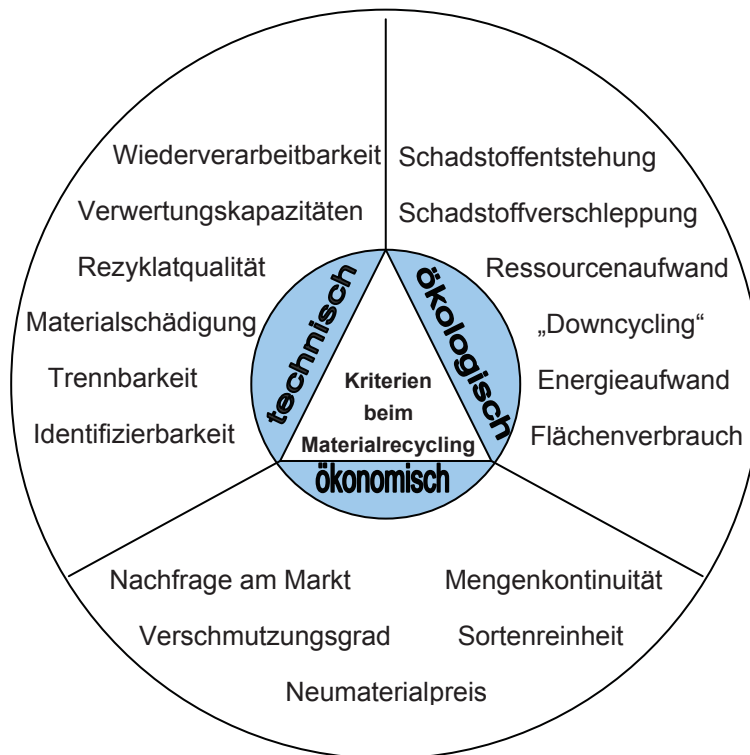 Wiederverarbeitbarkeit
Verwertungskapazitäten
Rezyklatqualität
Materialschädigung
Trennbarkeit
Identifizierbarkeit
Schadstoffentstehung
Schadstoffverschleppung
Ressourcenaufwand
„Downcycling“
Energieaufwand
Flächenverbrauch
technisch
ökologisch
Kriterien
beim
Materialrecycling
ökonomisch
Nachfrage am Markt
Mengenkontinuität
Verschmutzungsgrad
Sortenreinheit
Neumaterialpreis